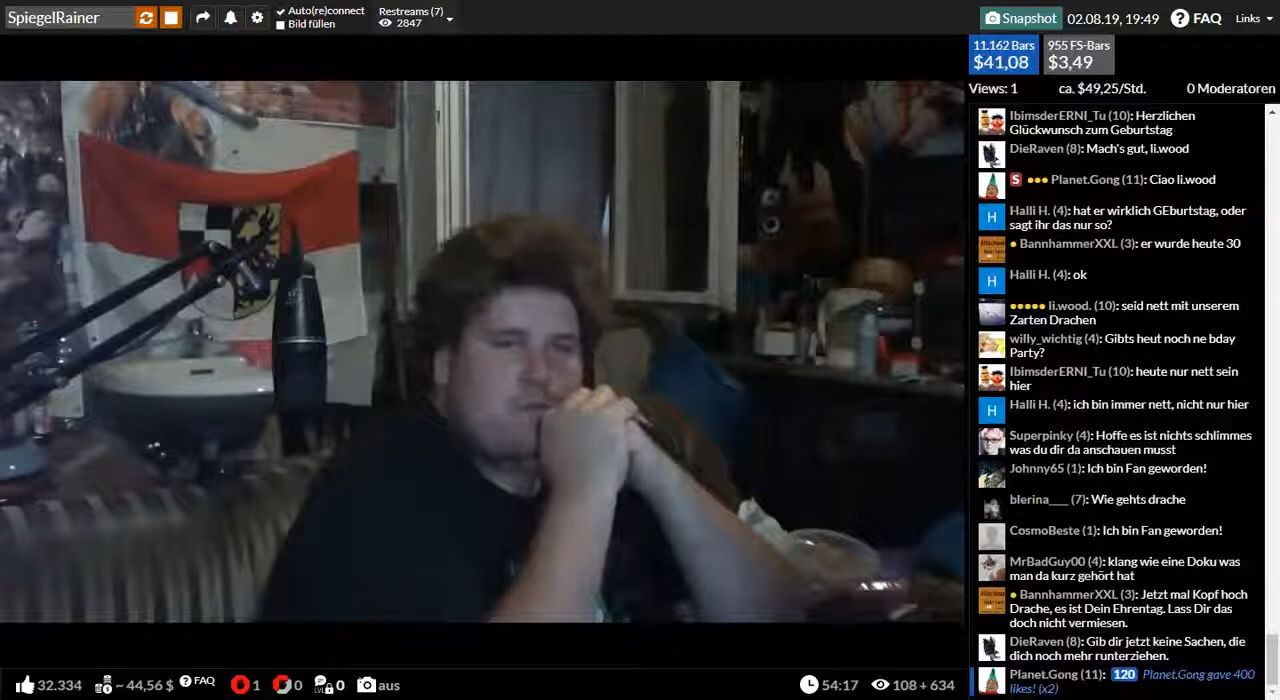 SpiegelRainer
Auto(re)connect
Bild füllen
Restreams (7)
2847
Snapshot
02.08.19, 19:49
? FAQ
Links
11.162 Bars
$41,08
955 FS-Bars
$3,49
Views: 1
ca. $49,25/Std.
0 Moderatoren
IbimsderERNI_Tu (10): Herzlichen
Glückwunsch zum Geburtstag
DieRaven (8): Mach's gut, li.wood
S Planet.Gong (11): Ciao li.wood
H
Halli H. (4): hat er wirklich GEburtstag, oder
sagt ihr das nur so?
BannhammerXXL (3): er wurde heute 30
H
Halli H. (4): ok
li.wood. (10): seid nett mit unserem
Zarten Drachen
willy_wichtig (4): Gibts heut noch ne bday
Party?
IbimsderERNI_Tu (10): heute nur nett sein
hier
H
Halli H. (4): ich bin immer nett, nicht nur hier
Superpinky (4): Hoffe es ist nichts schlimmes
was du dir da anschauen musst
Johnny65 (1): Ich bin Fan geworden!
blerina___ (7): Wie gehts drache
CosmoBeste (1): Ich bin Fan geworden!
MrBadGuy00 (4): klang wie eine Doku was
man da kurz gehört hat
BannhammerXXL (3): Jetzt mal Kopf hoch
Drache, es ist Dein Ehrentag. Lass Dir das
doch nicht vermiesen.
DieRaven (8): Gib dir jetzt keine Sachen, die
dich noch mehr runterziehen.
Planet.Gong (11): 120 Planet.Gong gave 400
likes! (x2)
32.334
~ 44,56 $
? FAQ
1
0
LVL
0
aus
54:17
108 + 634